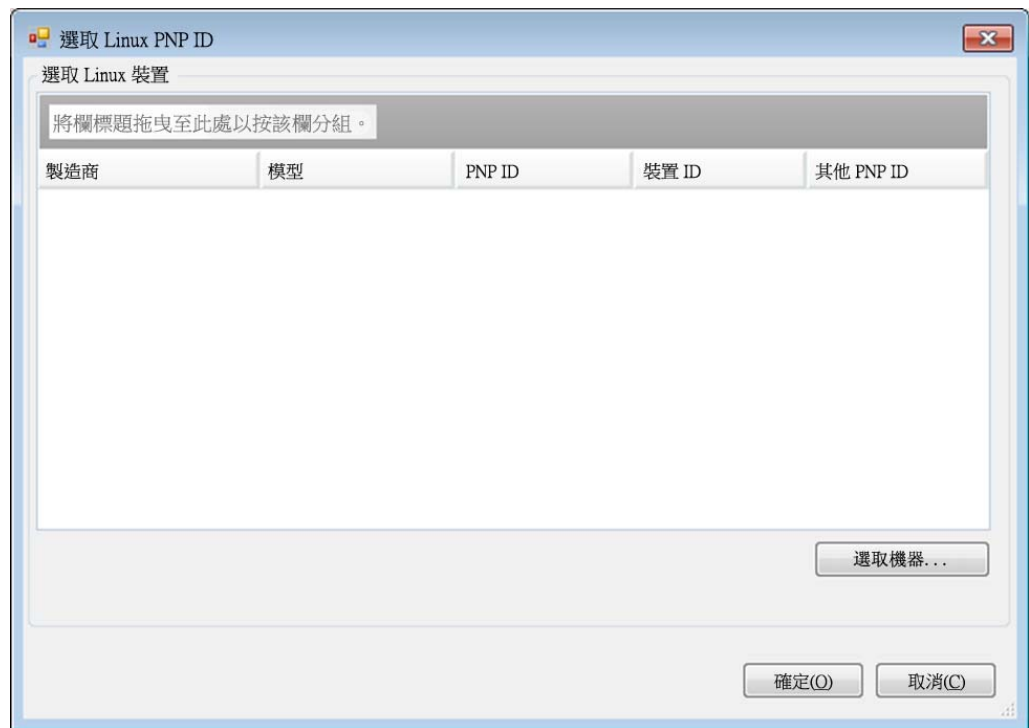 選取 Linux PNP ID
選取 Linux 裝置
將欄標題拖曳至此處以按該欄分組。
製造商 模型 PNP ID 裝置 ID 其他 PNP ID
選取機器...
確定(O) 取消(C)